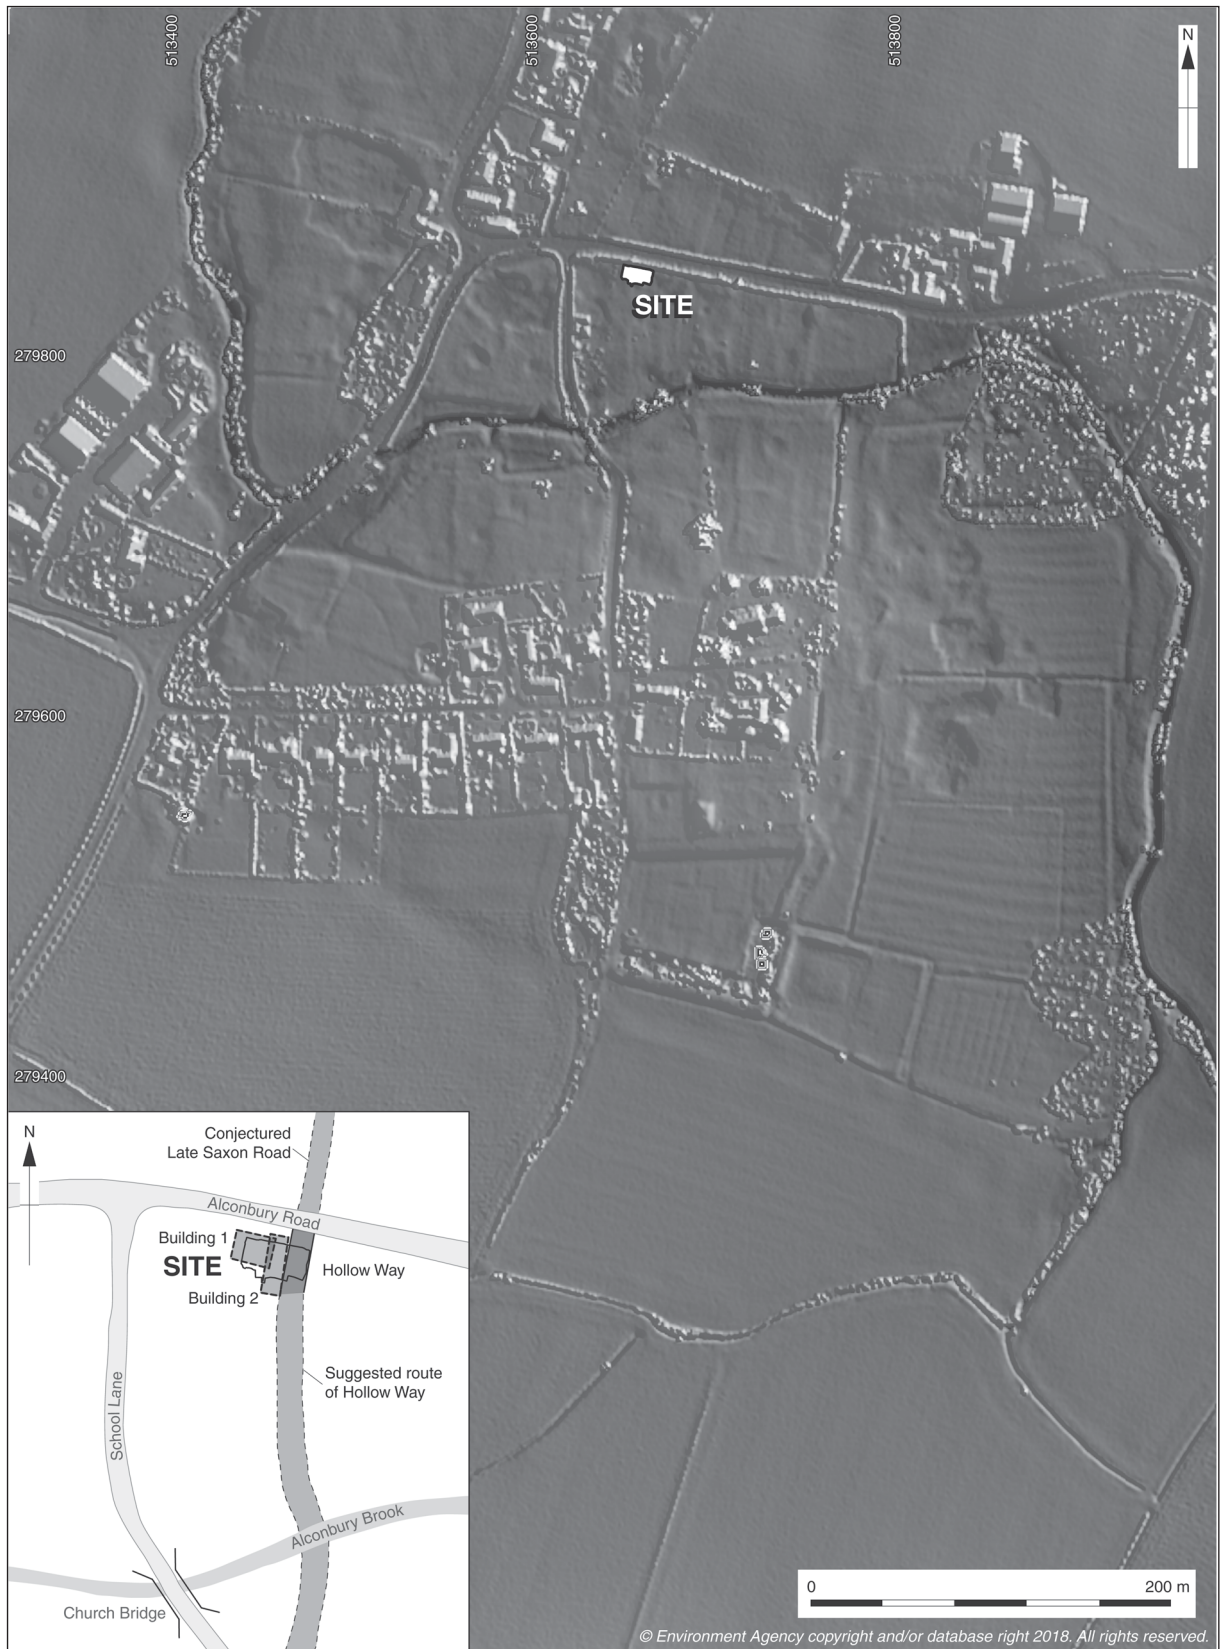 513400
513600
513800
N
SITE
279800
279600
279400
N
Conjectured
Late Saxon Road
Alconbury Road
Building 1
SITE
Hollow Way
Building 2
Suggested route
of Hollow Way
School Lane
Alconbury Brook
Church Bridge
0
200 m
© Environment Agency copyright and/or database right 2018. All rights reserved.